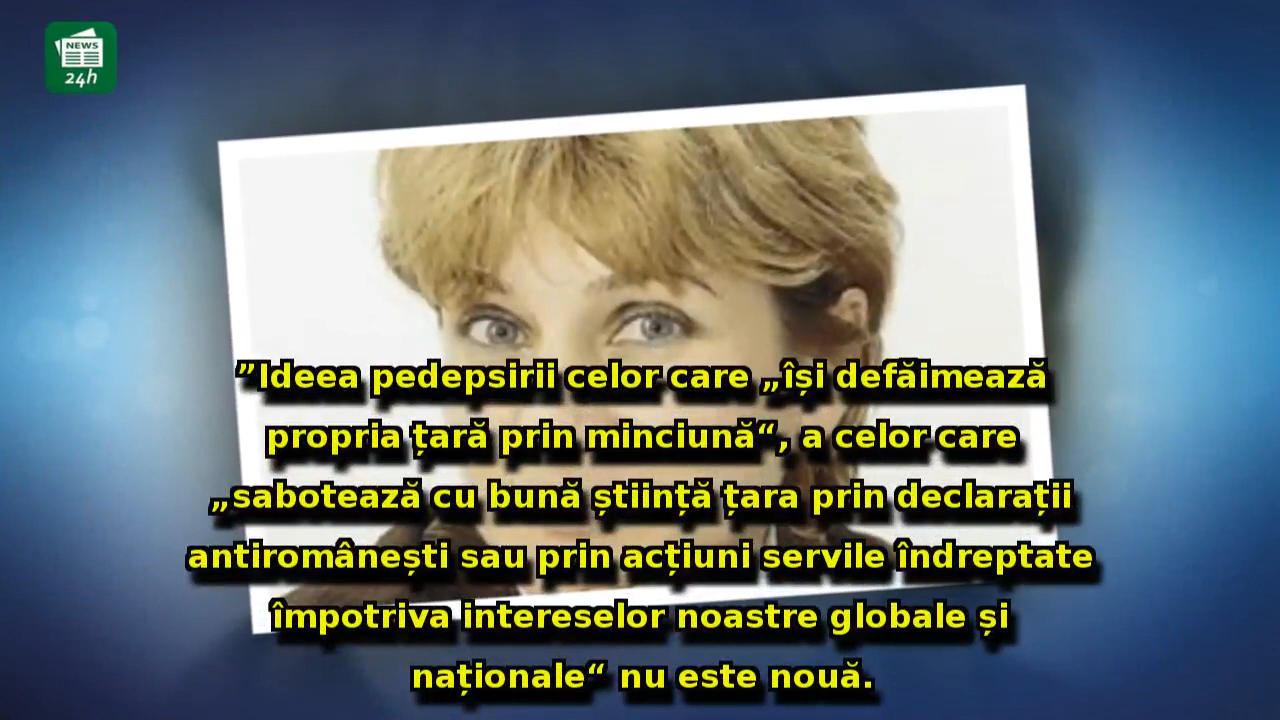 NEWS
24h
”Ideea pedepsirii celor care „își defăimează
propria țară prin minciună“, a celor care
„sabotează cu bună știință țara prin declarații
antiromânești sau prin acțiuni servile îndreptate
împotriva intereselor noastre globale și
naționale“ nu este nouă.